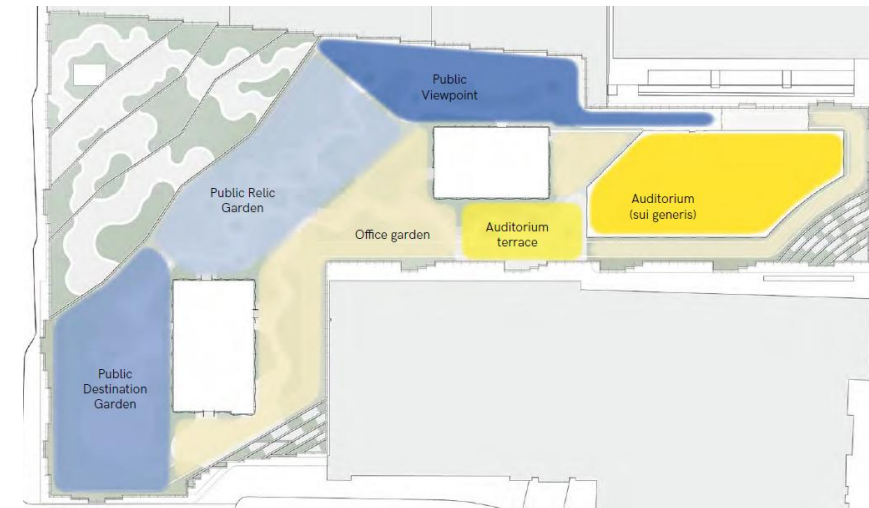 Public
Viewpoint
Public Relic
Garden
Auditorium
(sui generis)
Office garden
Auditorium
terrace
Public
Destination
Garden